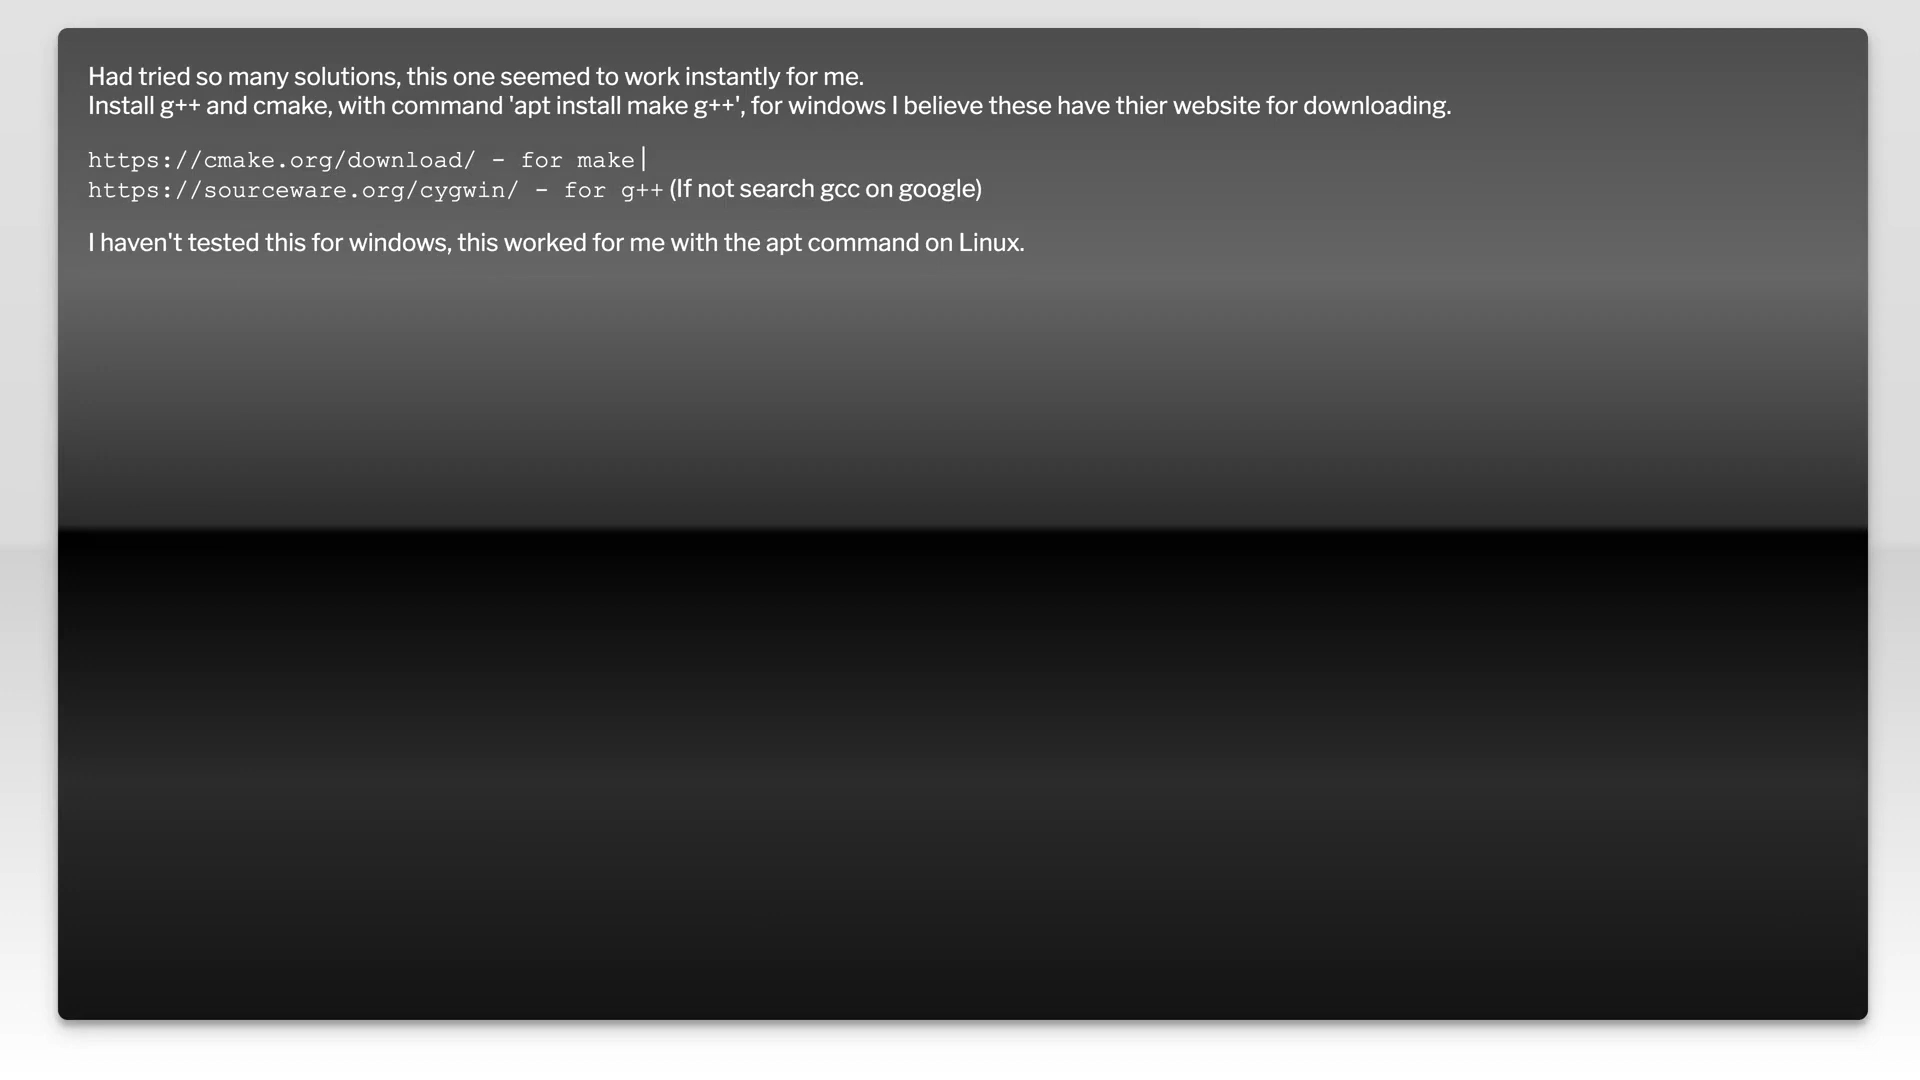 Had tried so many solutions, this one seemed to work instantly for me.
Install g++ and cmake, with command 'apt install make g++', for windows I believe these have thier website for downloading.
https://cmake.org/download/ - for make
https://sourceware.org/cygwin/ - for g++ (If not search gcc on google)
I haven't tested this for windows, this worked for me with the apt command on Linux.